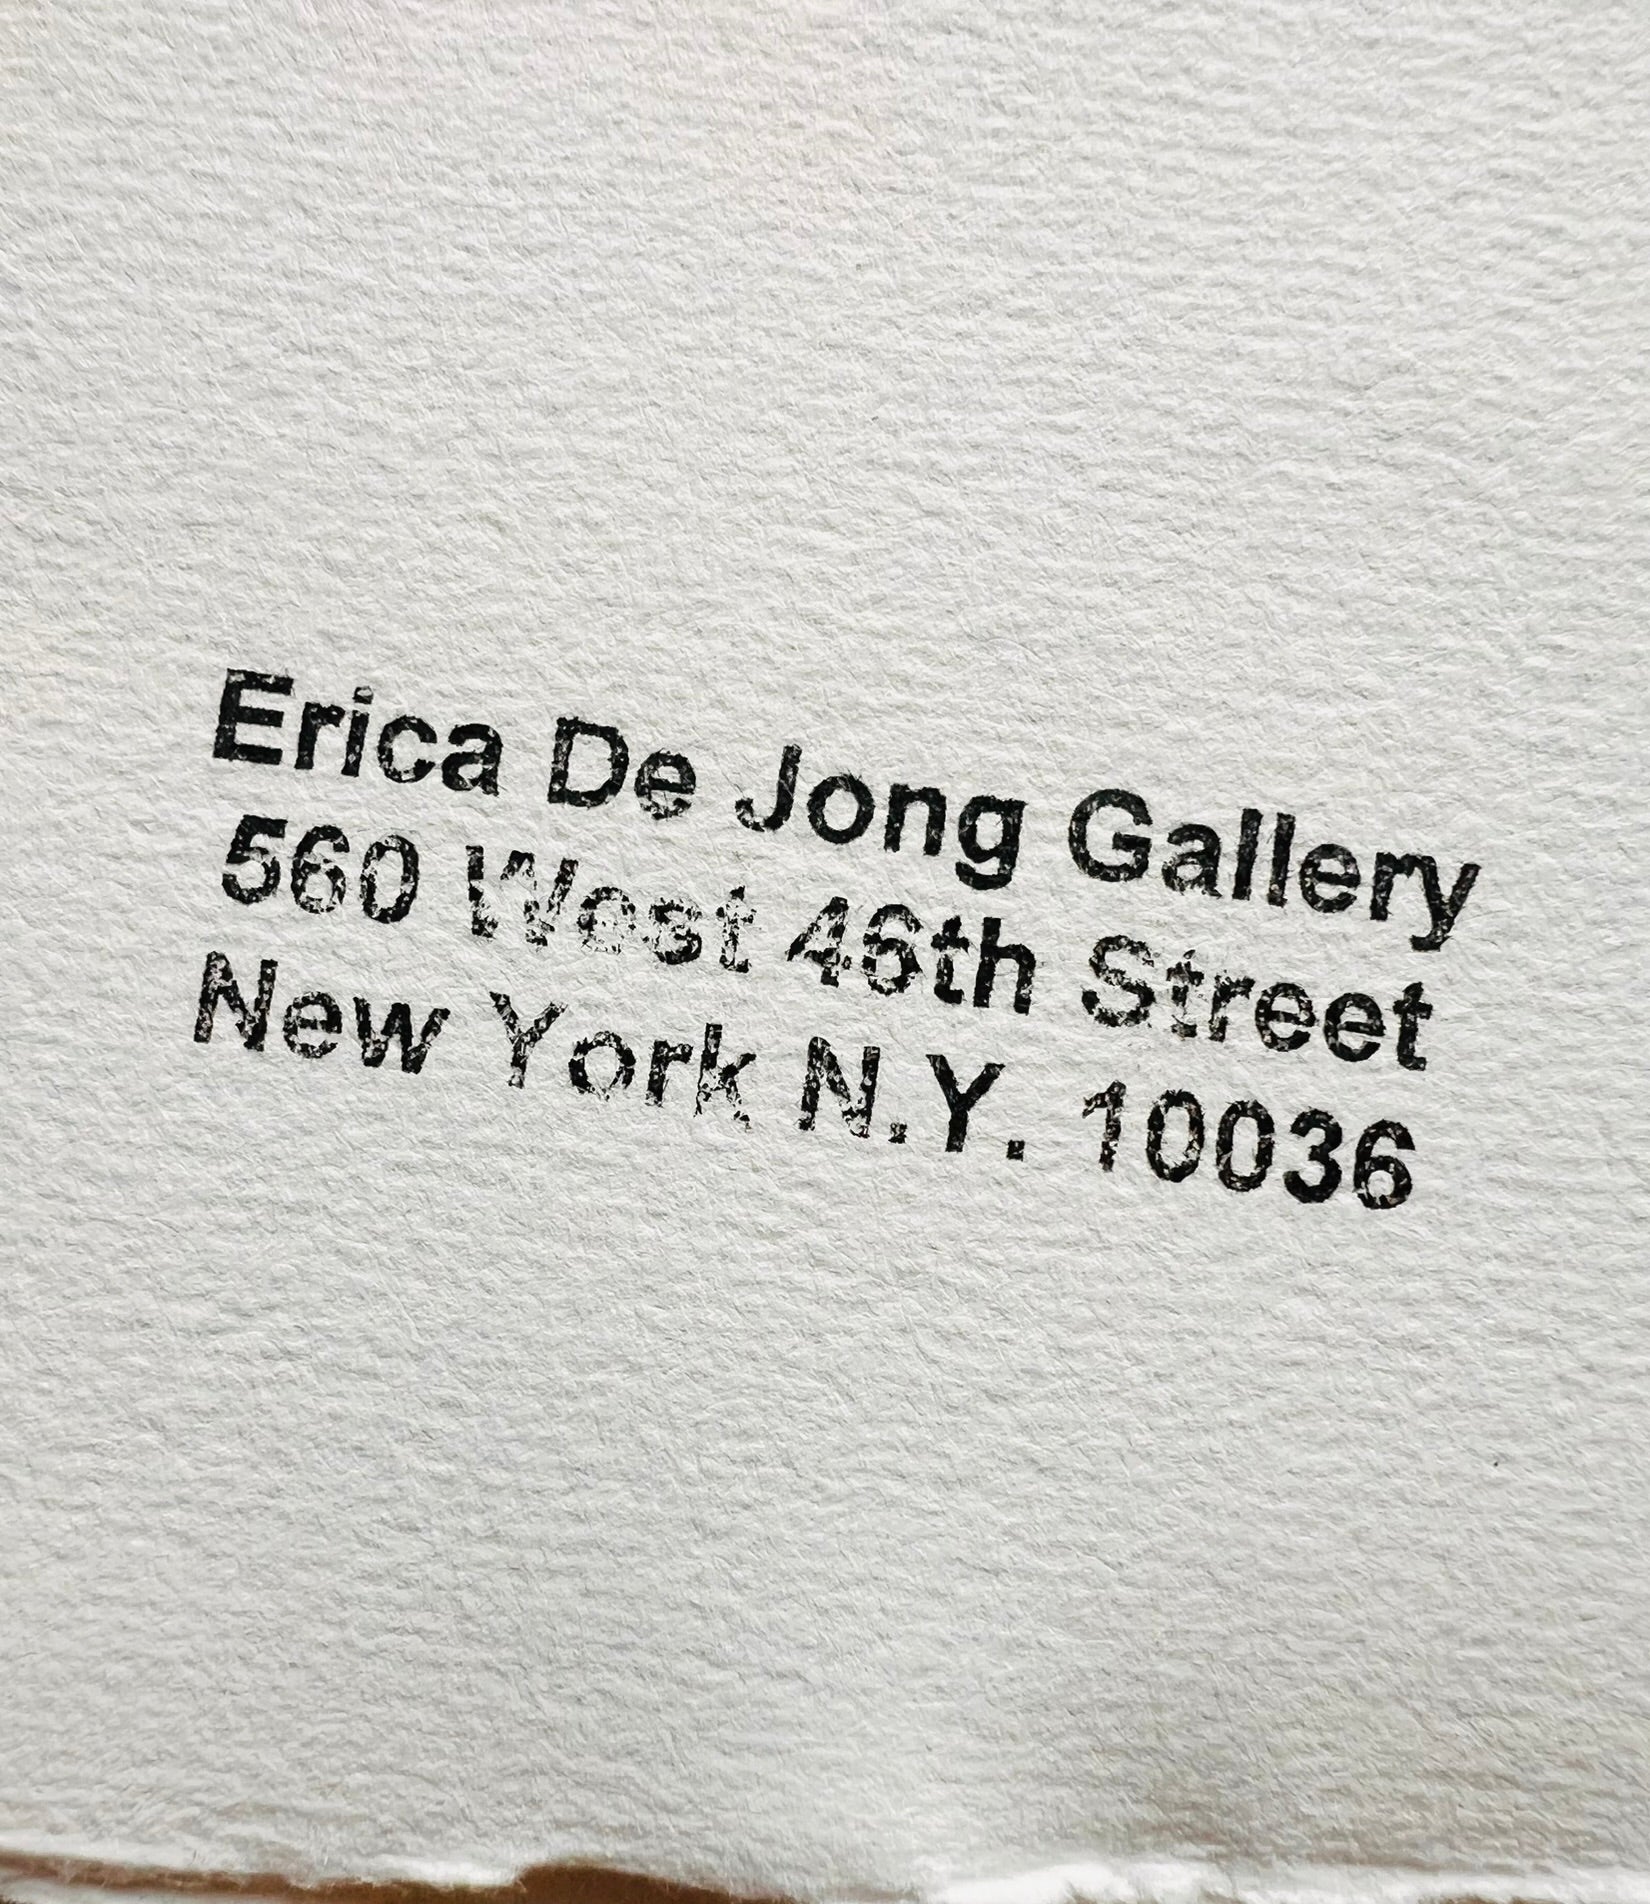 Erica De Jong Gallery
560 West 46th Street
New York N.Y. 10036